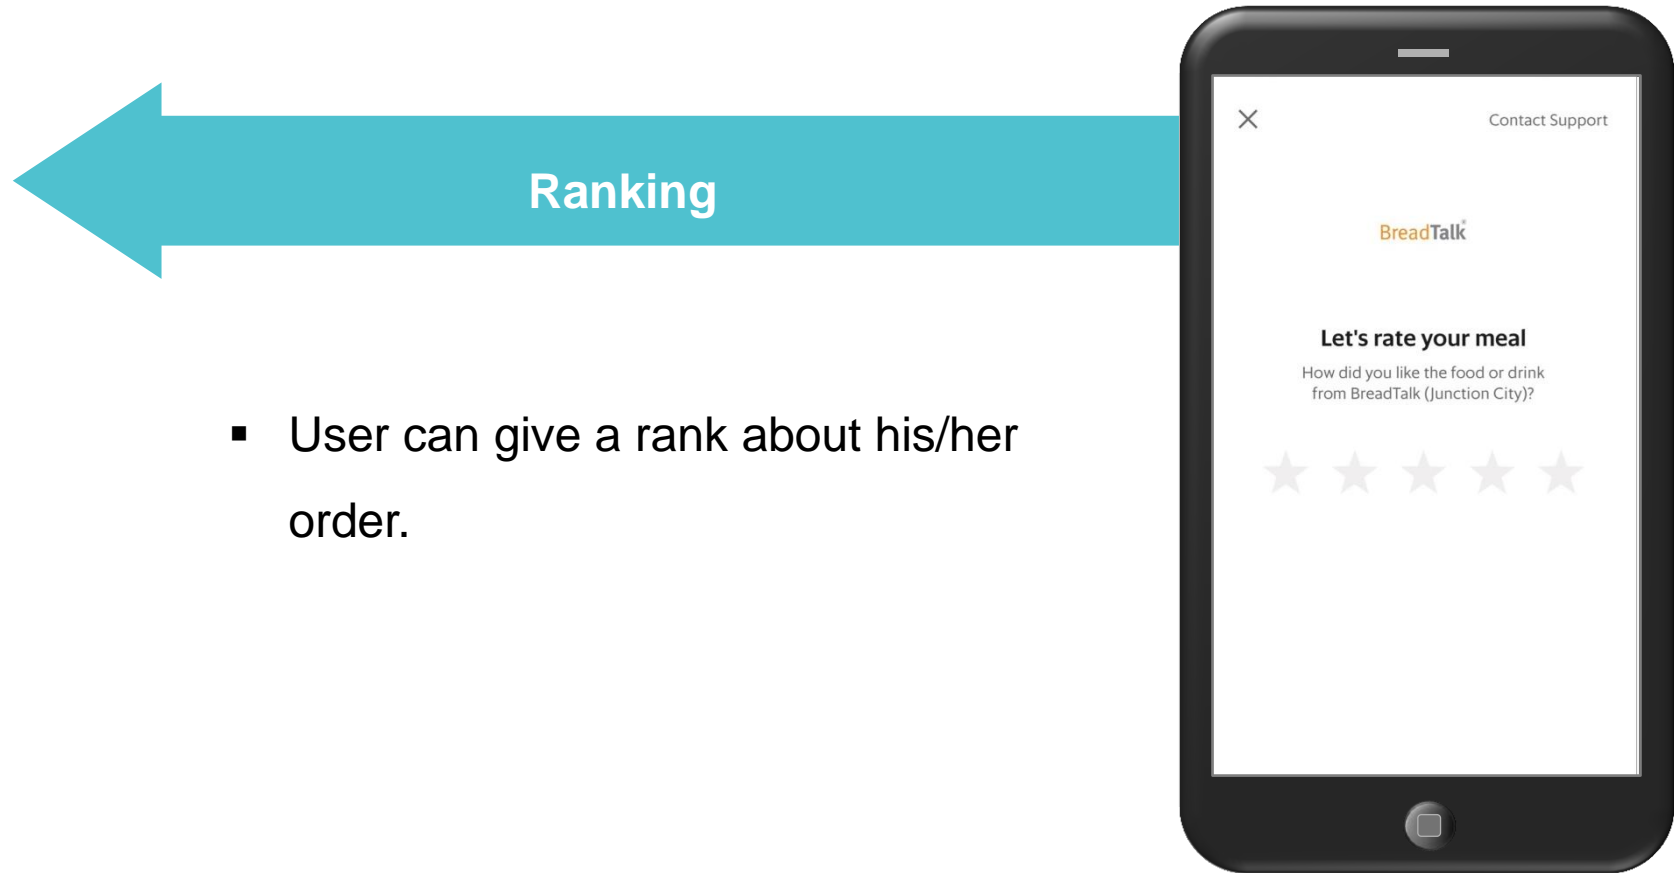 Ranking
▪ User can give a rank about his/her
order.
Contact Support
BreadTalk®
Let's rate your meal
How did you like the food or drink
from BreadTalk (Junction City)?